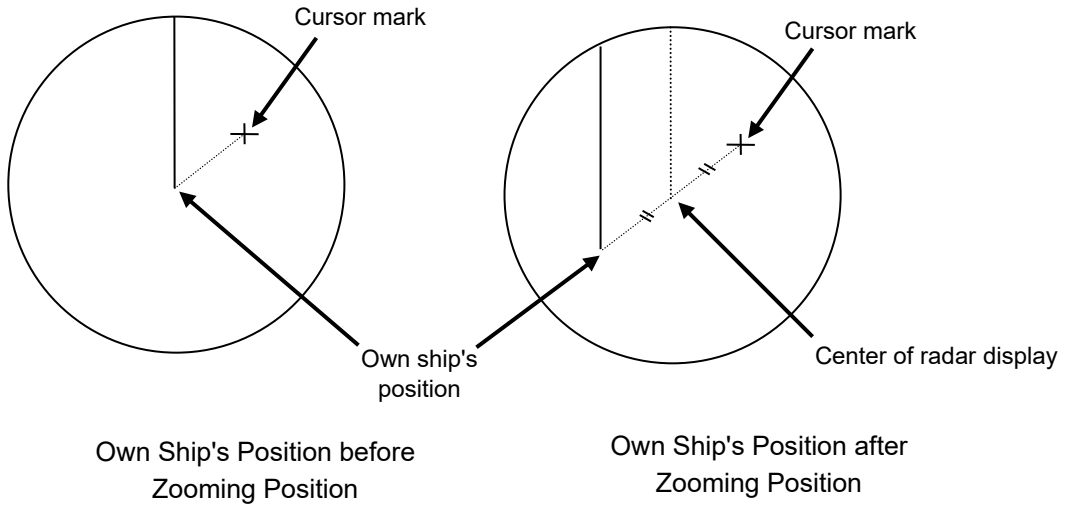 Cursor mark
Cursor mark
Own ship's
position
Center of radar display
Own Ship's Position before
Zooming Position
Own Ship's Position after
Zooming Position